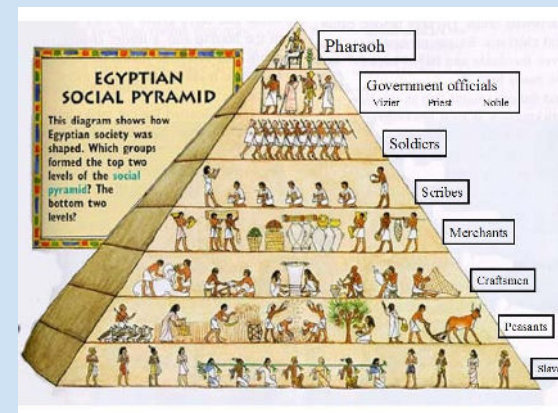 EGYPTIAN
SOCIAL PYRAMID
This diagram shows how
Egyptian society was
shaped. Which groups
formed the top two
levels of the social
pyramid? The
bottom two
levels?
Pharaoh
Government officials
Vizier Priest Noble
Soldiers
Scribes
Merchants
Craftsmen
Peasants
Slav